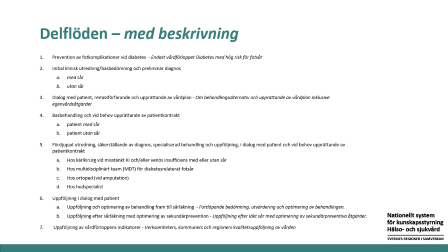 Delflöden – med beskrivning
1. Prevention av fotkomplikationer vid diabetes - Endast vårdförloppet Diabetes med hög risk för fotsår
2. Initial klinisk utredning/basbedömning och preliminär diagnos
a. med sår
b. utan sår
3. Dialog med patient, remissförfarande och upprättande av vårdplan - Om behandlingsalternativ och upprättande av vårdplan inklusive
egenvårdsåtgärder
4. Basbehandling och vid behov upprättande av patientkontrakt
a. patient med sår
b. patient utan sår
5. Fördjupad utredning, säkerställande av diagnos, specialiserad behandling och uppföljning, i dialog med patient och vid behov upprättande av
patientkontrakt
a. Hos kärlkirurg vid misstänkt KI och/eller venös insufficiens med eller utan sår
b. Hos multidisciplinärt team (MDT) för diabetesrelaterat fotsår
c. Hos ortoped (vid amputation)
d. Hos hudspecialist
6. Uppföljning i dialog med patient
a. Uppföljning och optimering av behandling fram till sårläkning - Fortlöpande bedömning, utvärdering och optimering av behandlingen.
b. Uppföljning efter sårläkning med optimering av sekundärprevention - Uppföljning efter läkt sår med optimering av sekundärpreventiva åtgärder.
7. Uppföljning av vårdförloppens indikatorer - Verksamheters, kommuners och regioners kvalitetsuppföljning av vården
Nationellt system
för kunskapsstyrning
Hälso- och sjukvård
SVERIGES REGIONER I SAMVERKAN